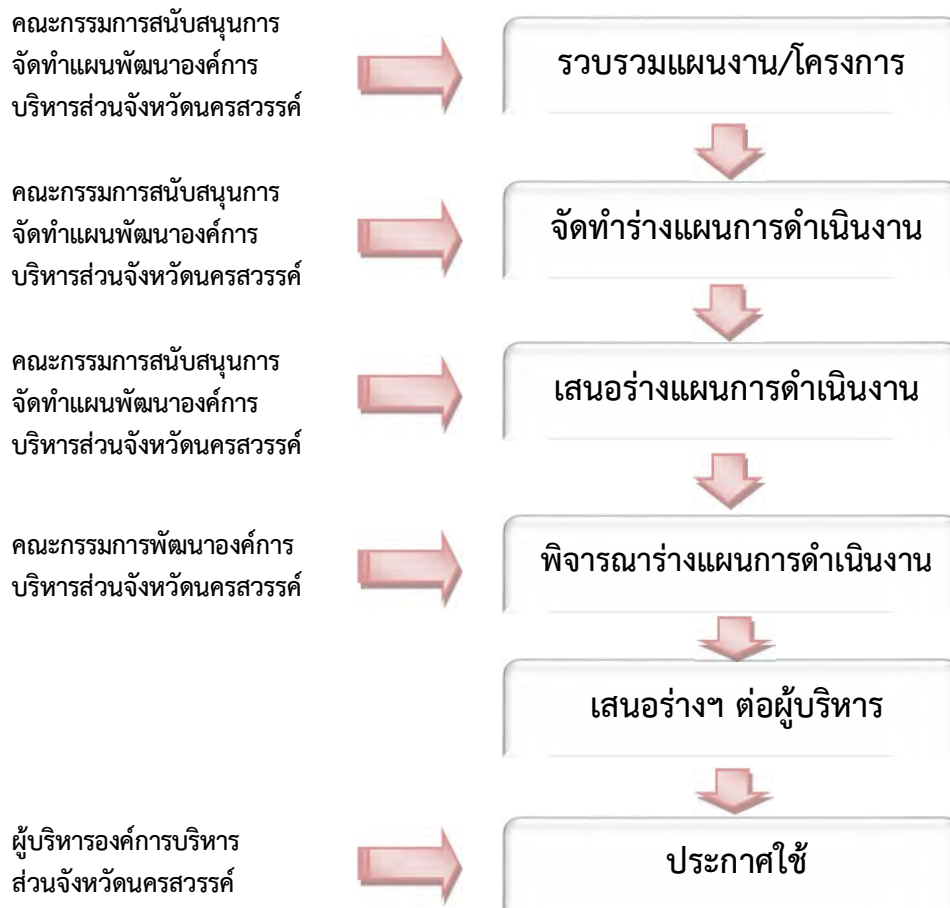 คณะกรรมการสนับสนุนการ
จัดทำแผนพัฒนาองค์การ
บริหารส่วนจังหวัดนครสวรรค์
รวบรวมแผนงาน/โครงการ
คณะกรรมการสนับสนุนการ
จัดทำแผนพัฒนาองค์การ
บริหารส่วนจังหวัดนครสวรรค์
จัดทำร่างแผนการดำเนินงาน
คณะกรรมการสนับสนุนการ
จัดทำแผนพัฒนาองค์การ
บริหารส่วนจังหวัดนครสวรรค์
เสนอร่างแผนการดำเนินงาน
คณะกรรมการพัฒนาองค์การ
บริหารส่วนจังหวัดนครสวรรค์
พิจารณาร่างแผนการดำเนินงาน
เสนอร่างฯ ต่อผู้บริหาร
ผู้บริหารองค์การบริหาร
ส่วนจังหวัดนครสวรรค์
ประกาศใช้